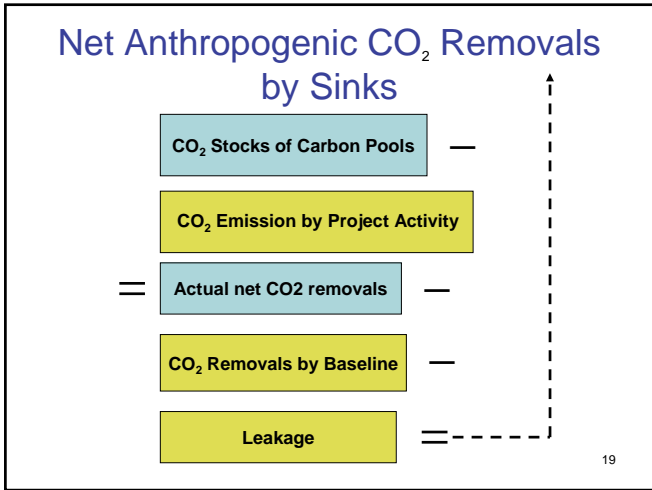 Net Anthropogenic CO₂ Removals
by Sinks
CO₂ Stocks of Carbon Pools —
CO₂ Emission by Project Activity
= Actual net CO2 removals —
CO₂ Removals by Baseline —
Leakage =
19